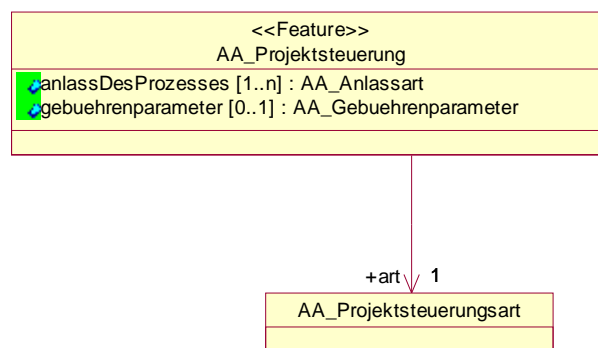 <<Feature>>
AA_Projektsteuerung
anlassDesProzesses [1..n] : AA_Anlassart
gebuehrenparameter [0..1] : AA_Gebuehrenparameter
+art 1
AA_Projektsteuerungsart